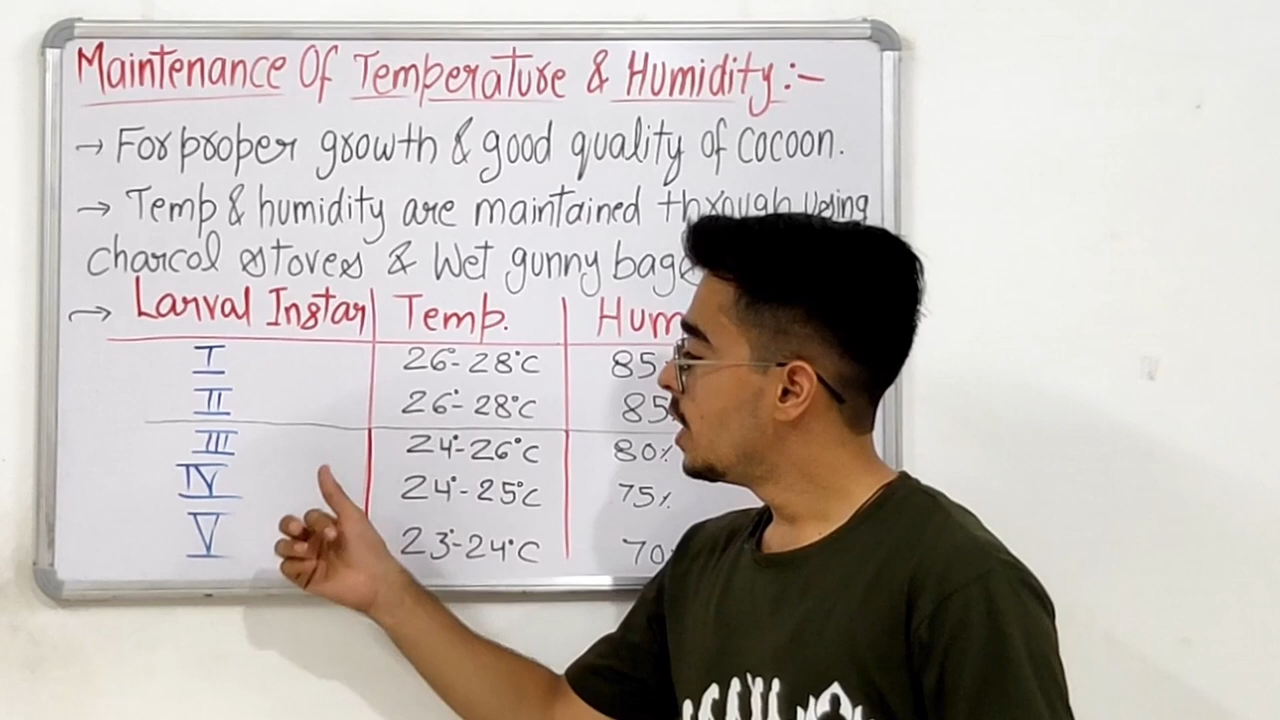 Maintenance Of Temperature & Humidity:-
→ For proper growth & good quality of cocoon.
→ Temp & humidity are maintained through using
charcol stoves & Wet gunny bags
→ Larval Instar Temp. Hum
I 26°-28°C 85
II 26°-28°C 85
III 24°-26°C 80%
IV 24°-25°C 75%
V 23°-24°C 70